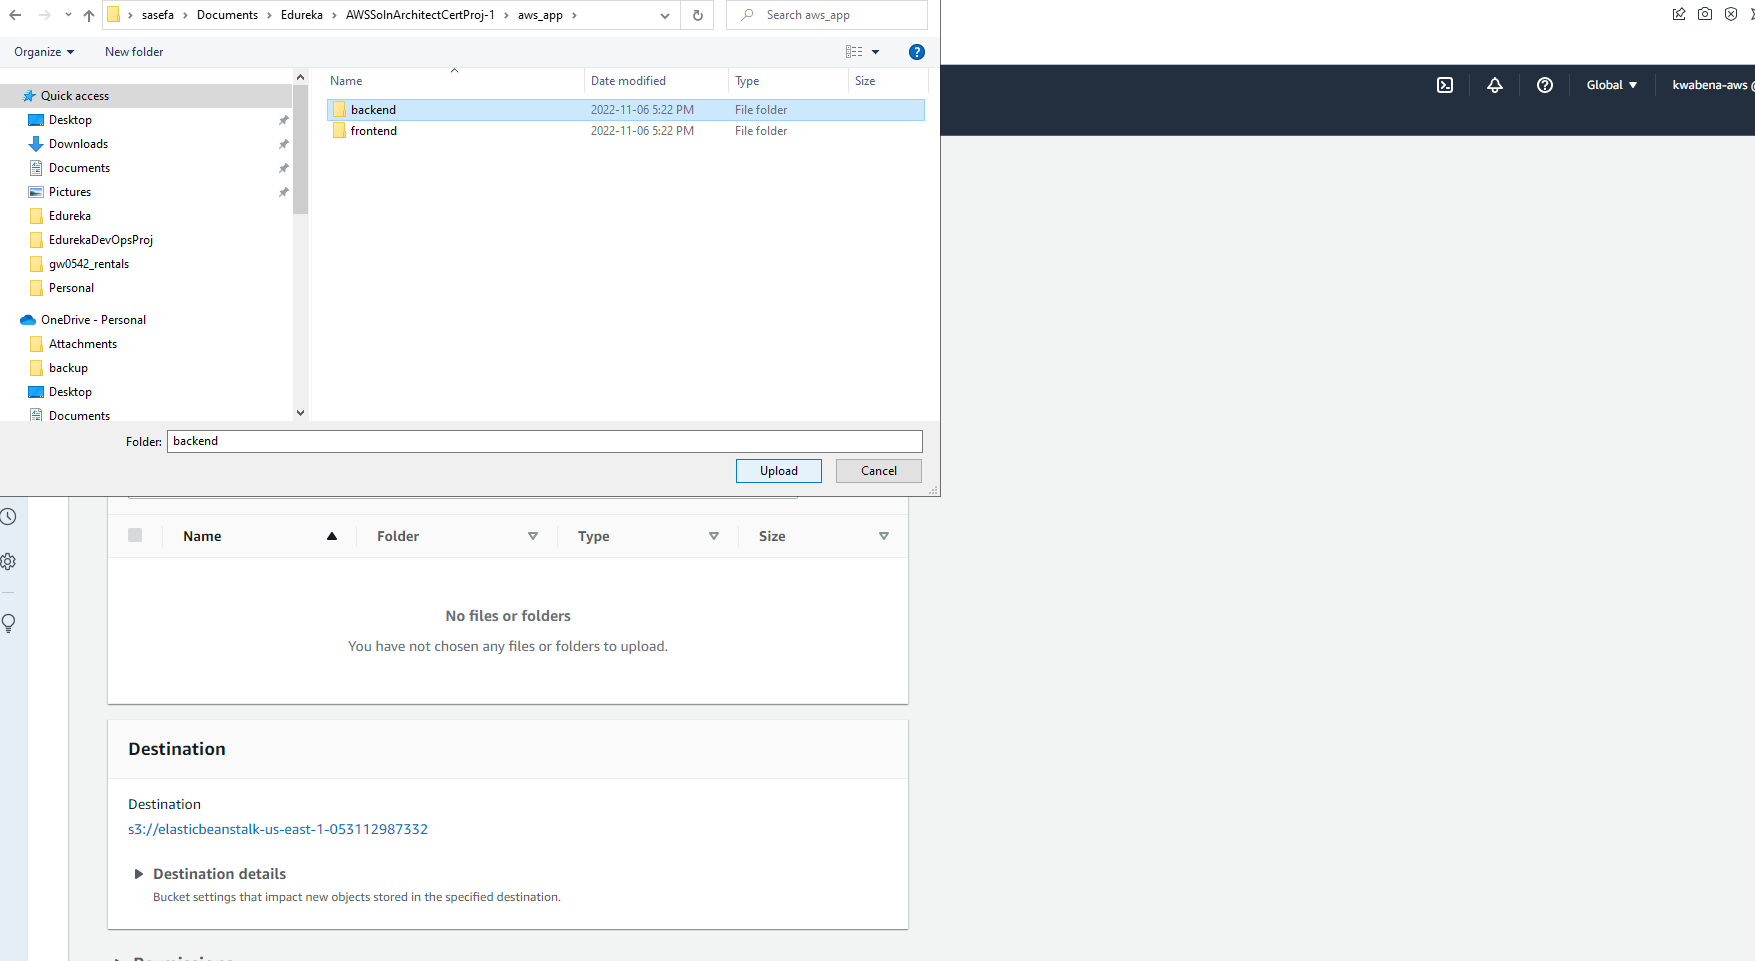 sasefa > Documents > Edureka > AWSSolnArchitectCertProj-1 > aws_app >
Search aws_app
Organize
New folder
?
Global
kwabena-aws @
Name
Date modified
Type
Size
Quick access
Desktop
Downloads
Documents
Pictures
Edureka
EdurekaDevOpsProj
gw0542_rentals
Personal
OneDrive - Personal
Attachments
backup
Desktop
Documents
backend 2022-11-06 5:22 PM File folder
frontend 2022-11-06 5:22 PM File folder
Folder: backend
Upload
Cancel
Name
Folder
Type
Size
No files or folders
You have not chosen any files or folders to upload.
Destination
Destination
s3://elasticbeanstalk-us-east-1-053112987332
Destination details
Bucket settings that impact new objects stored in the specified destination.
Permissions